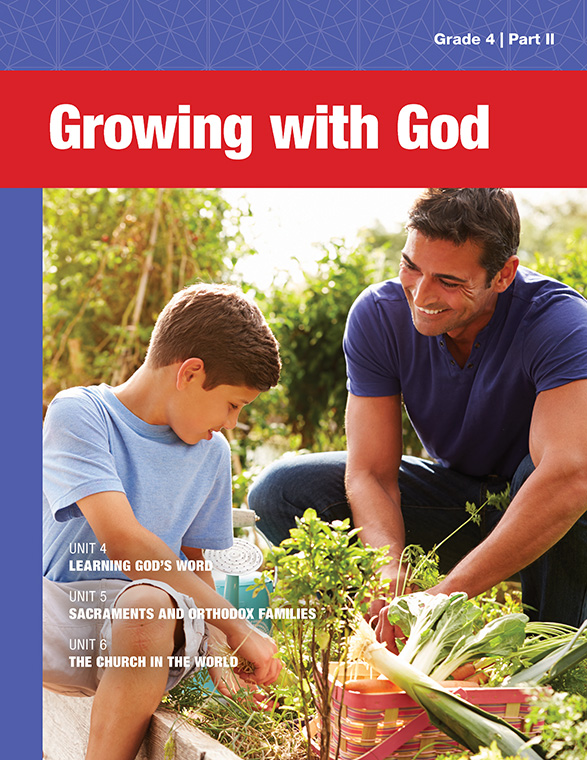 Grade 4 | Part II
Growing with God
UNIT 4
LEARNING GOD'S WORD
UNIT 5
SACRAMENTS AND ORTHODOX FAMILIES
UNIT 6
THE CHURCH IN THE WORLD